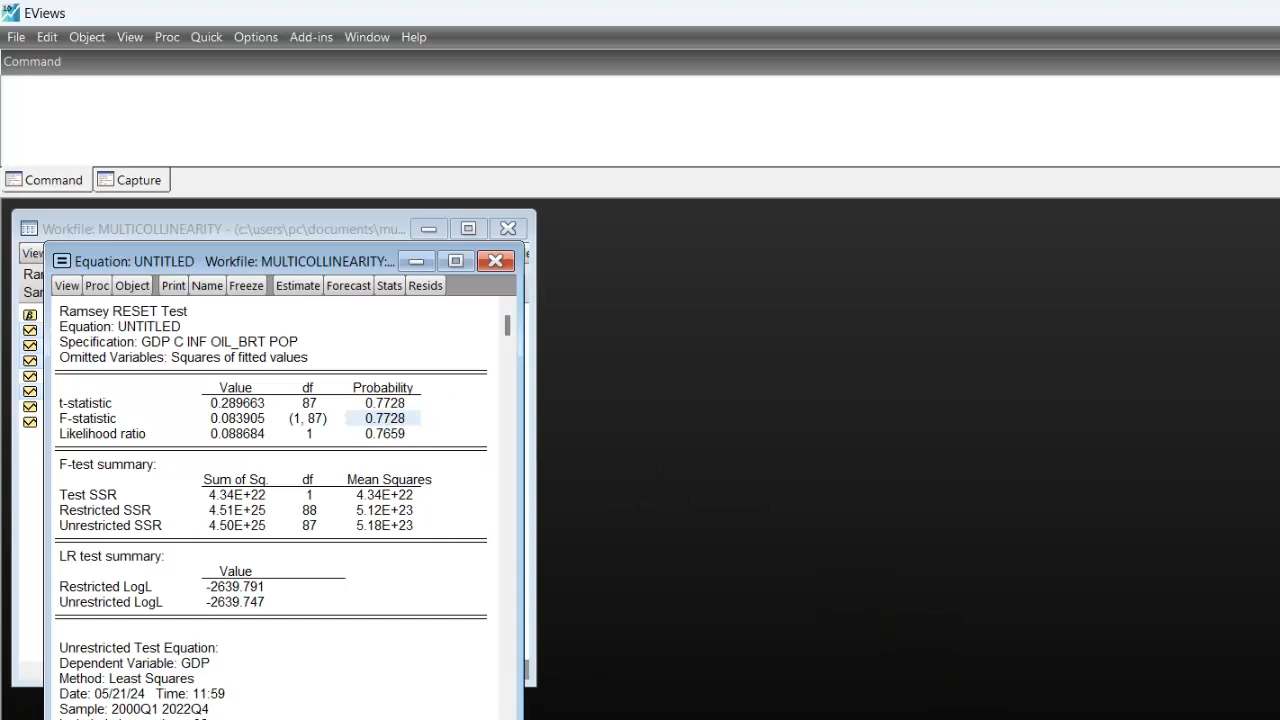 EViews
File Edit Object View Proc Quick Options Add-ins Window Help
Command
Command Capture
Workfile: MULTICOLLINEARITY - (c:\users\pc\documents\mu...
Equation: UNTITLED Workfile: MULTICOLLINEARITY:...
View Proc Object Print Name Freeze Estimate Forecast Stats Resids
Ramsey RESET Test
Equation: UNTITLED
Specification: GDP C INF OIL_BRT POP
Omitted Variables: Squares of fitted values
Value df Probability
t-statistic 0.289663 87 0.7728
F-statistic 0.083905 (1, 87) 0.7728
Likelihood ratio 0.088684 1 0.7659
F-test summary:
Sum of Sq. df Mean Squares
Test SSR 4.34E+22 1 4.34E+22
Restricted SSR 4.51E+25 88 5.12E+23
Unrestricted SSR 4.50E+25 87 5.18E+23
LR test summary:
Value
Restricted LogL -2639.791
Unrestricted LogL -2639.747
Unrestricted Test Equation:
Dependent Variable: GDP
Method: Least Squares
Date: 05/21/24 Time: 11:59
Sample: 2000Q1 2022Q4